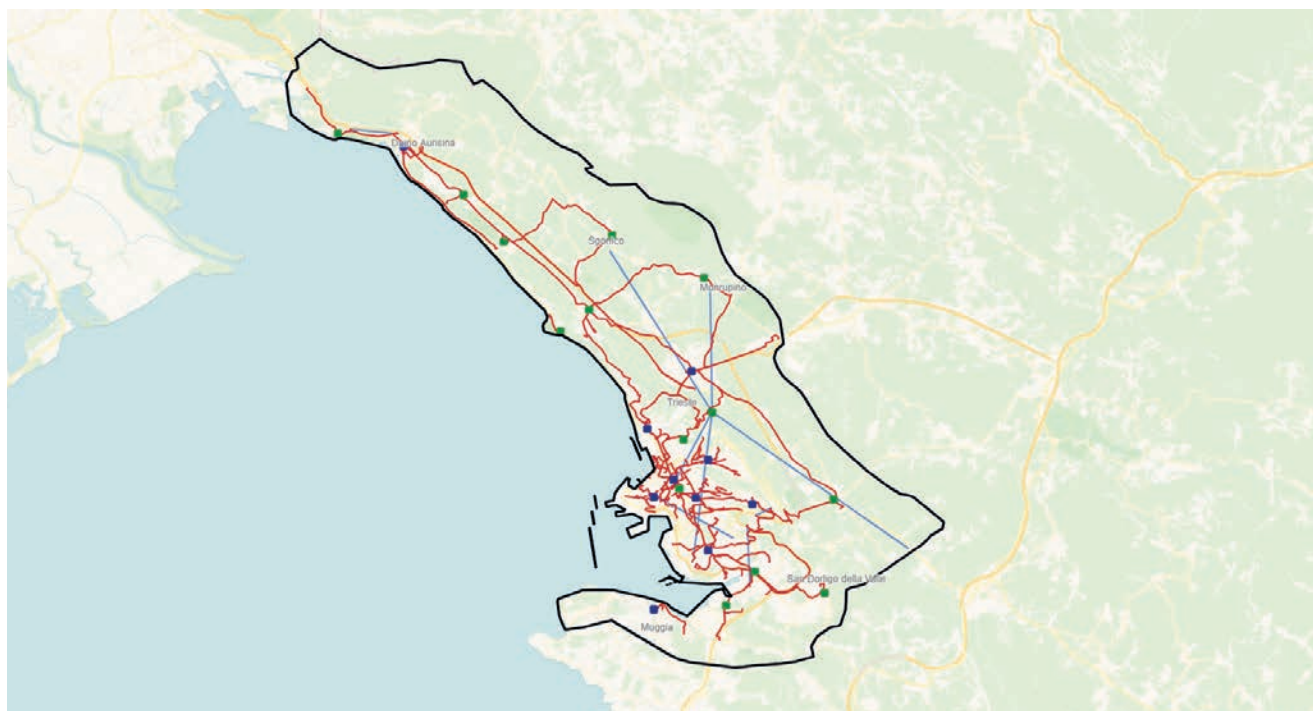 Duino Aurisina
Sgonico
Monrupino
Trieste
San Dorligo della Valle
Muggia